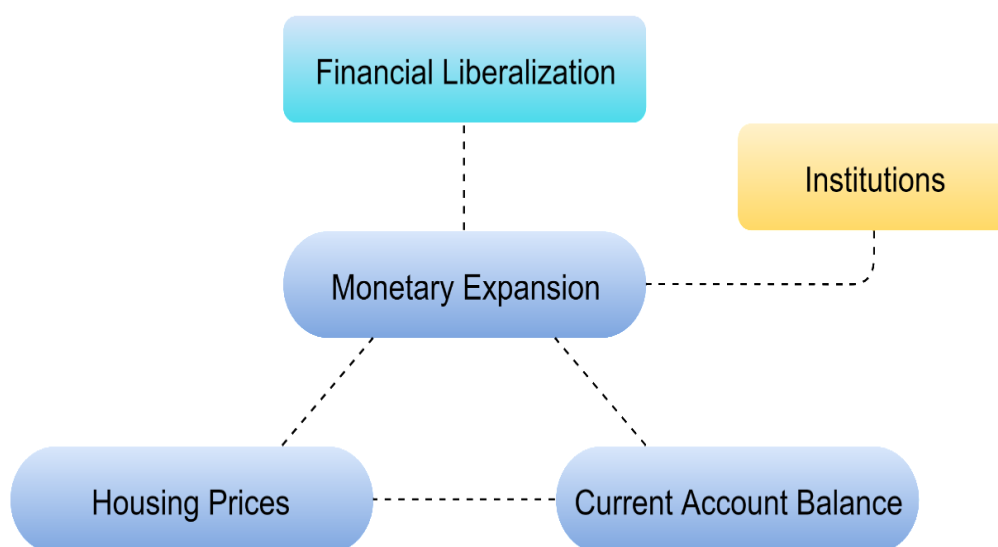 Financial Liberalization
Institutions
Monetary Expansion
Housing Prices
Current Account Balance